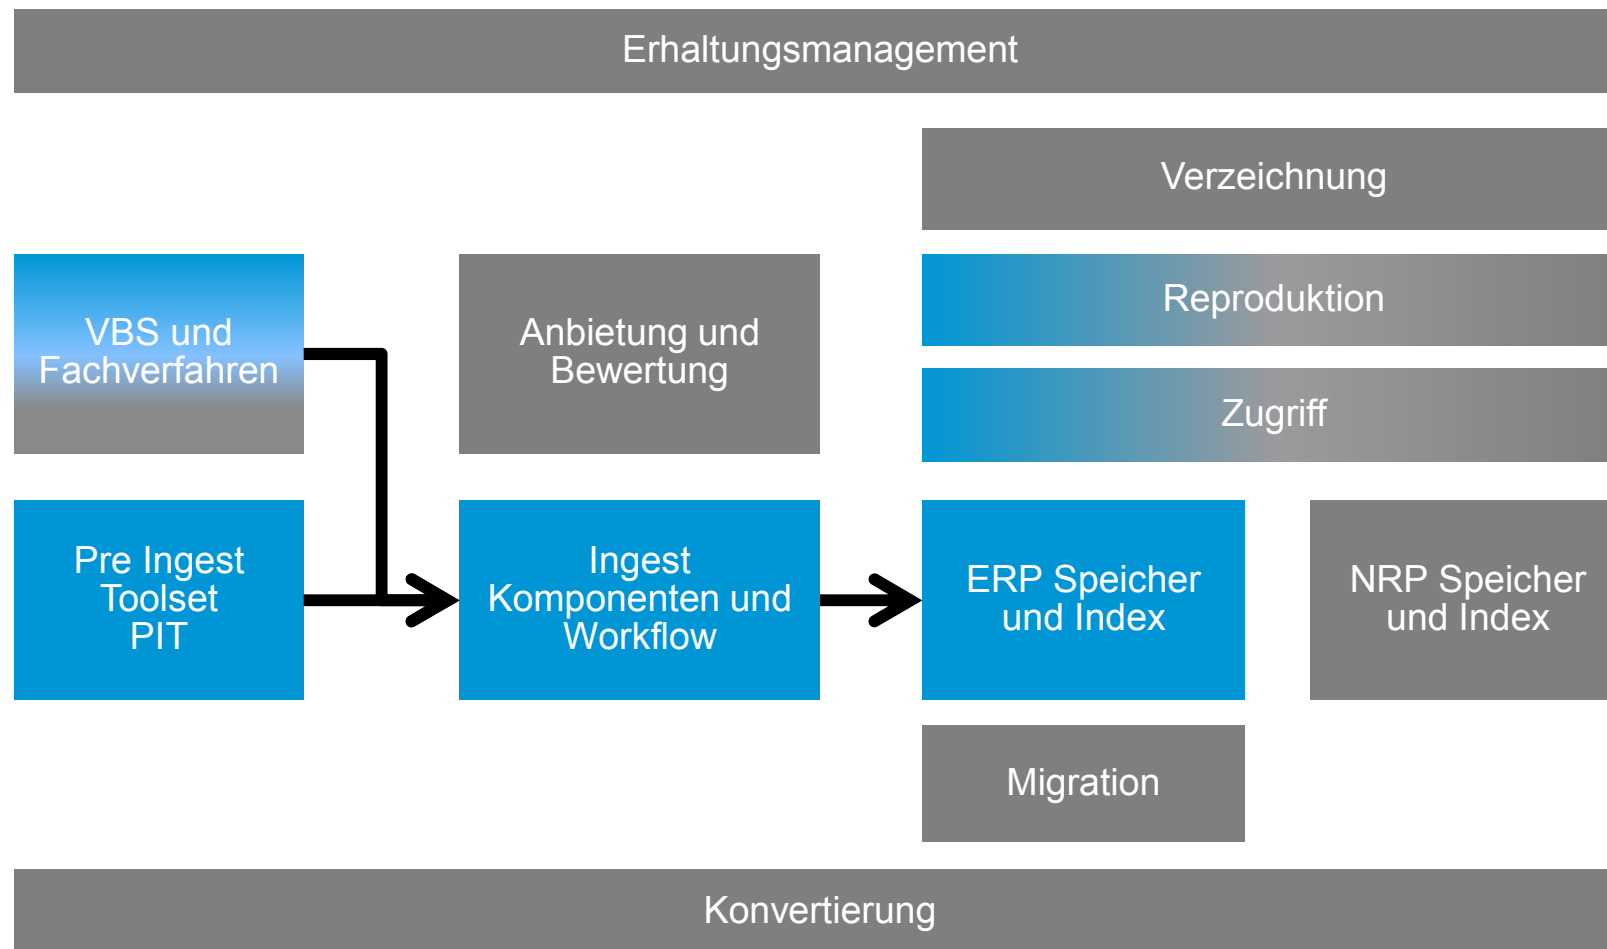 Erhaltungsmanagement
Verzeichnung
VBS und
Fachverfahren
Anbietung und
Bewertung
Reproduktion
Zugriff
Pre Ingest
Toolset
PIT
Ingest
Komponenten und
Workflow
ERP Speicher
und Index
NRP Speicher
und Index
Migration
Konvertierung